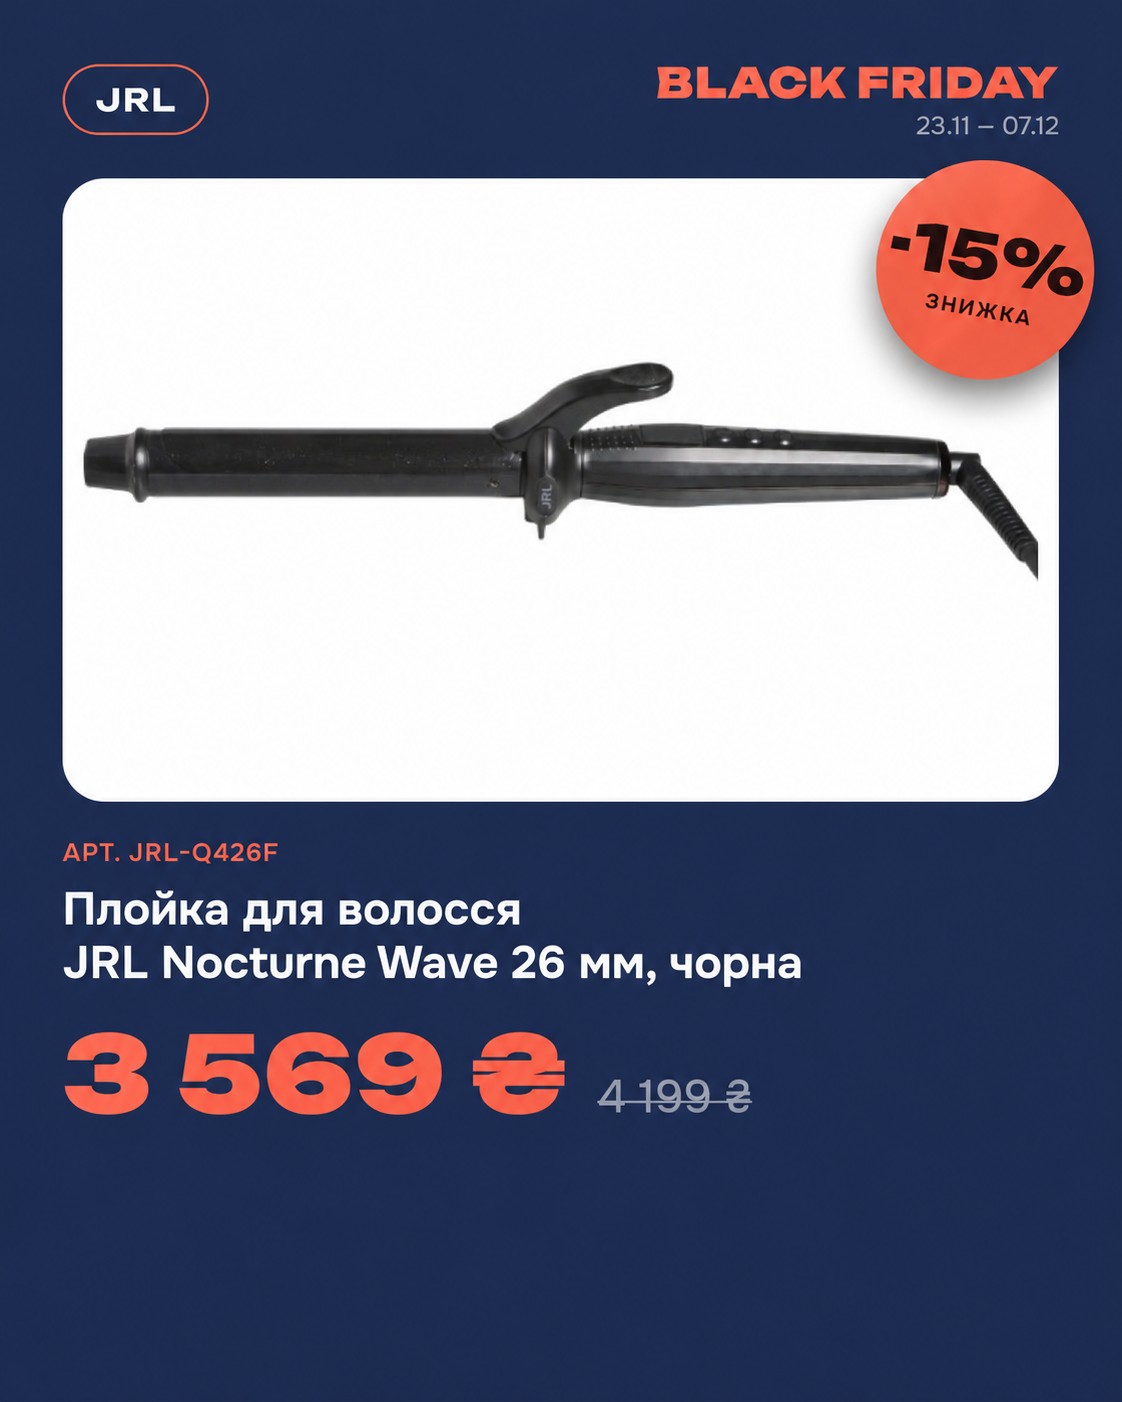 JRL
BLACK FRIDAY
23.11 – 07.12
-15%
ЗНИЖКА
JRL
АРТ. JRL-Q426F
Плойка для волосся
JRL Nocturne Wave 26 мм, чорна
3 569 ₴ 4 199 ₴